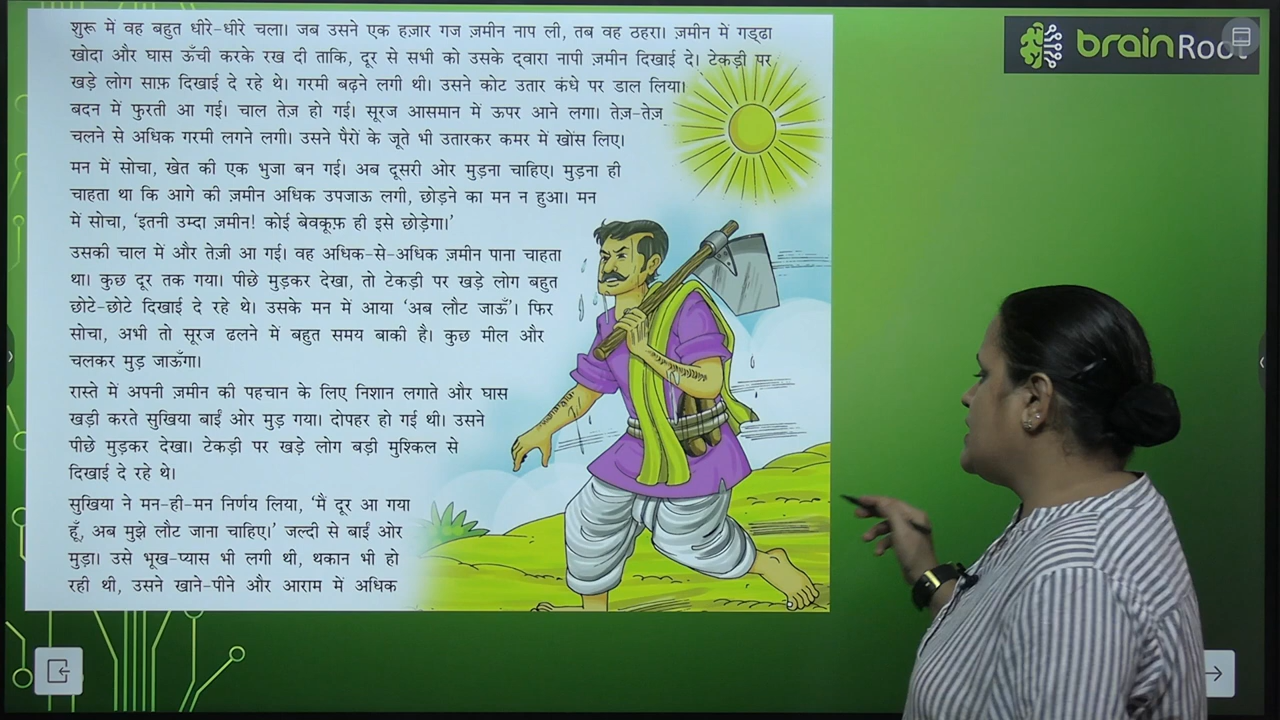 शुरू में वह बहुत धीरे-धीरे चला। जब उसने एक हज़ार गज ज़मीन नाप ली, तब वह ठहरा। ज़मीन में गड्ढा
खोदा और घास ऊँची करके रख दी ताकि, दूर से सभी को उसके द्वारा नापी ज़मीन दिखाई दे। टेकड़ी पर
खड़े लोग साफ़ दिखाई दे रहे थे। गरमी बढ़ने लगी थी। उसने कोट उतार कंधे पर डाल लिया।
बदन में फुरती आ गई। चाल तेज़ हो गई। सूरज आसमान में ऊपर आने लगा। तेज़-तेज़
चलने से अधिक गरमी लगने लगी। उसने पैरों के जूते भी उतारकर कमर में खोंस लिए।
मन में सोचा, खेत की एक भुजा बन गई। अब दूसरी ओर मुड़ना चाहिए। मुड़ना ही
चाहता था कि आगे की ज़मीन अधिक उपजाऊ लगी, छोड़ने का मन न हुआ। मन
में सोचा, ‘इतनी उम्दा ज़मीन! कोई बेवकूफ़ ही इसे छोड़ेगा।’
उसकी चाल में और तेज़ी आ गई। वह अधिक-से-अधिक ज़मीन पाना चाहता
था। कुछ दूर तक गया। पीछे मुड़कर देखा, तो टेकड़ी पर खड़े लोग बहुत
छोटे-छोटे दिखाई दे रहे थे। उसके मन में आया ‘अब लौट जाऊँ’। फिर
सोचा, अभी तो सूरज ढलने में बहुत समय बाकी है। कुछ मील और
चलकर मुड़ जाऊँगा।
रास्ते में अपनी ज़मीन की पहचान के लिए निशान लगाते और घास
खड़ी करते सुखिया बाईं ओर मुड़ गया। दोपहर हो गई थी। उसने
पीछे मुड़कर देखा। टेकड़ी पर खड़े लोग बड़ी मुश्किल से
दिखाई दे रहे थे।
सुखिया ने मन-ही-मन निर्णय लिया, ‘मैं दूर आ गया
हूँ, अब मुझे लौट जाना चाहिए।’ जल्दी से बाईं ओर
मुड़ा। उसे भूख-प्यास भी लगी थी, थकान भी हो
रही थी, उसने खाने-पीने और आराम में अधिक
brain Root